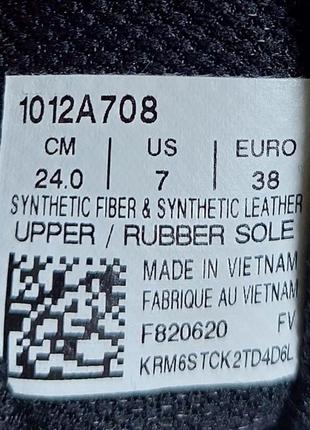 1012A708
CM US EURO
24.0 7 38
SYNTHETIC FIBER & SYNTHETIC LEATHER
UPPER / RUBBER SOLE
MADE IN VIETNAM
FABRIQUE AU VIETNAM
F820620 FV
KRM6STCK2TD4D6L